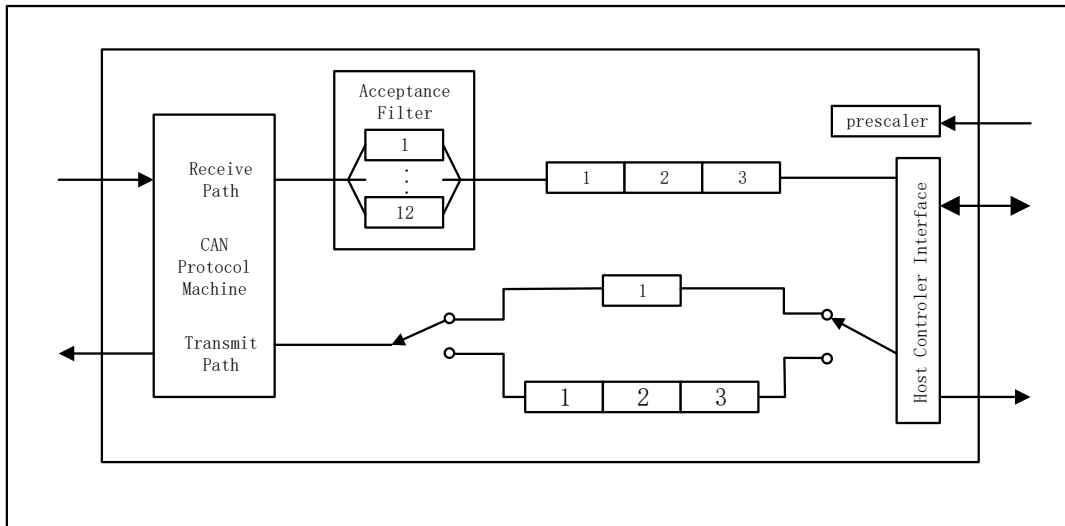 Acceptance
Filter
1
⋮
12
prescaler
Receive
Path
CAN
Protocol
Machine
Transmit
Path
1 2 3
1
1 2 3
Host Controler Interface